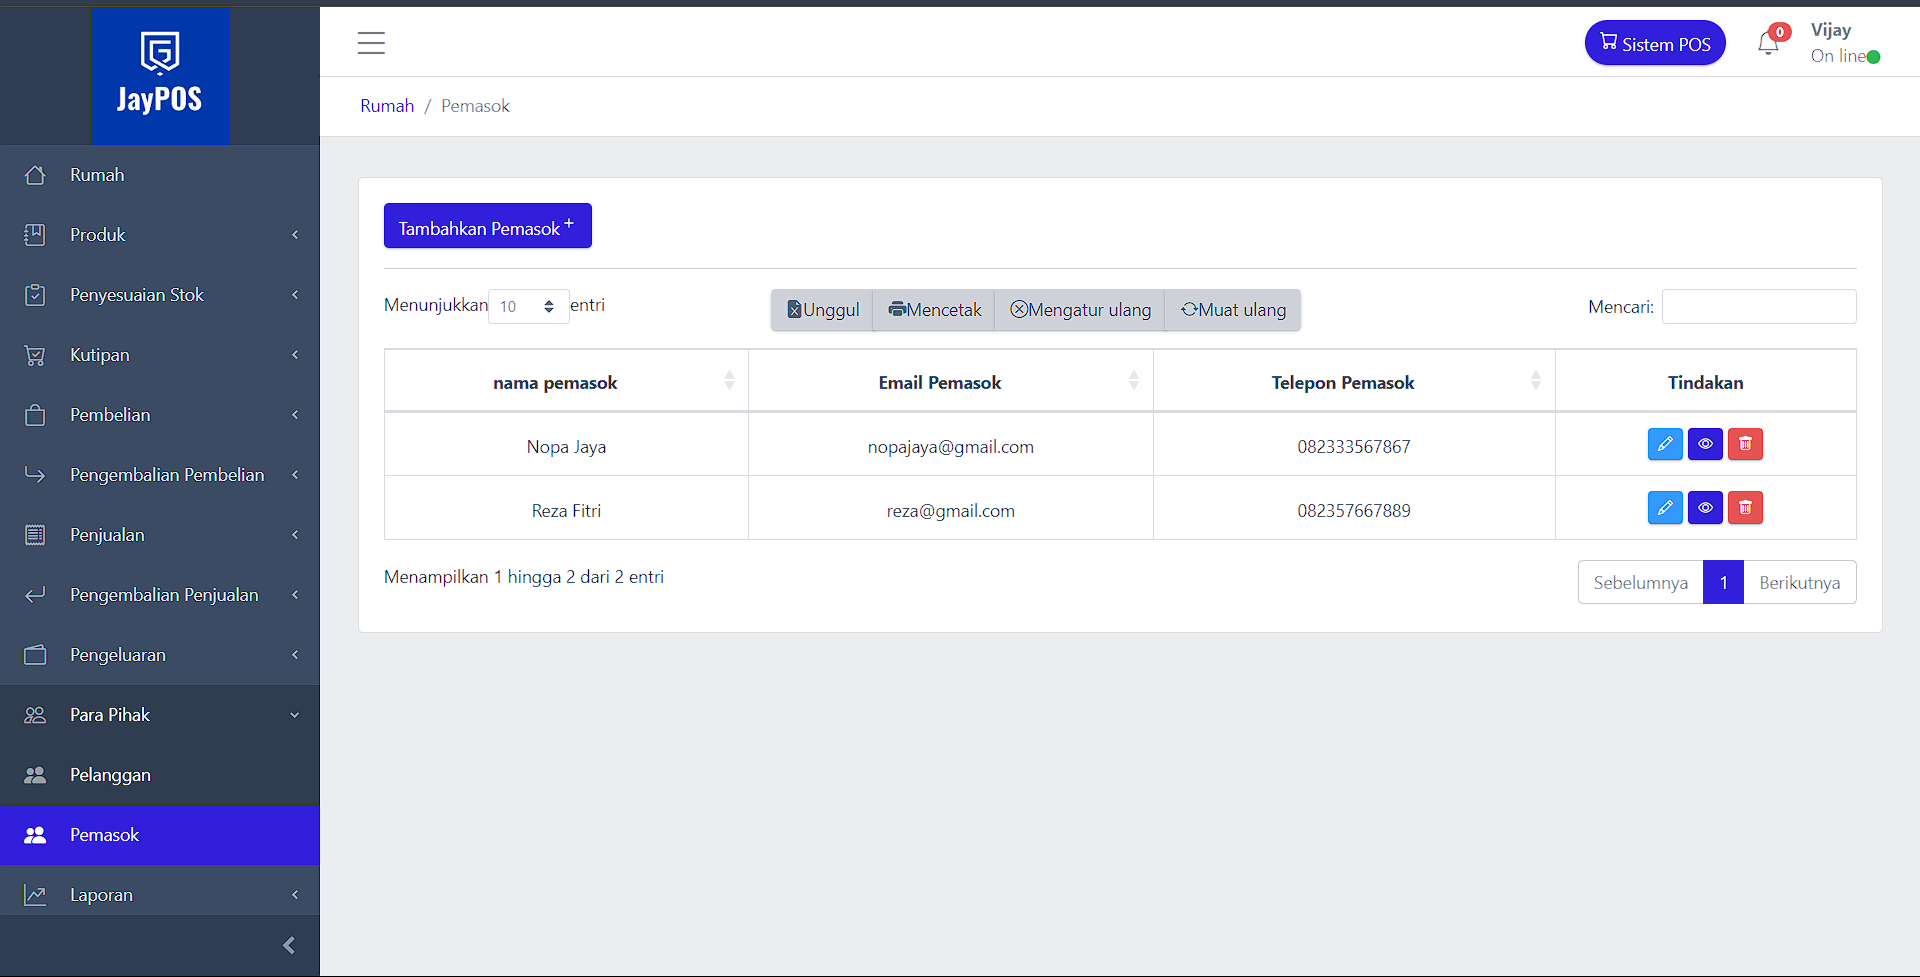 JayPOS
Sistem POS
0
Vijay
On line
Rumah / Pemasok
Rumah
Produk
Penyesuaian Stok
Kutipan
Pembelian
Pengembalian Pembelian
Penjualan
Pengembalian Penjualan
Pengeluaran
Para Pihak
Pelanggan
Pemasok
Laporan
Tambahkan Pemasok +
Menunjukkan 10 entri
Unggul
Mencetak
Mengatur ulang
Muat ulang
Mencari:
nama pemasok Email Pemasok Telepon Pemasok Tindakan
Nopa Jaya nopajaya@gmail.com 082333567867
Reza Fitri reza@gmail.com 082357667889
Menampilkan 1 hingga 2 dari 2 entri
Sebelumnya 1 Berikutnya